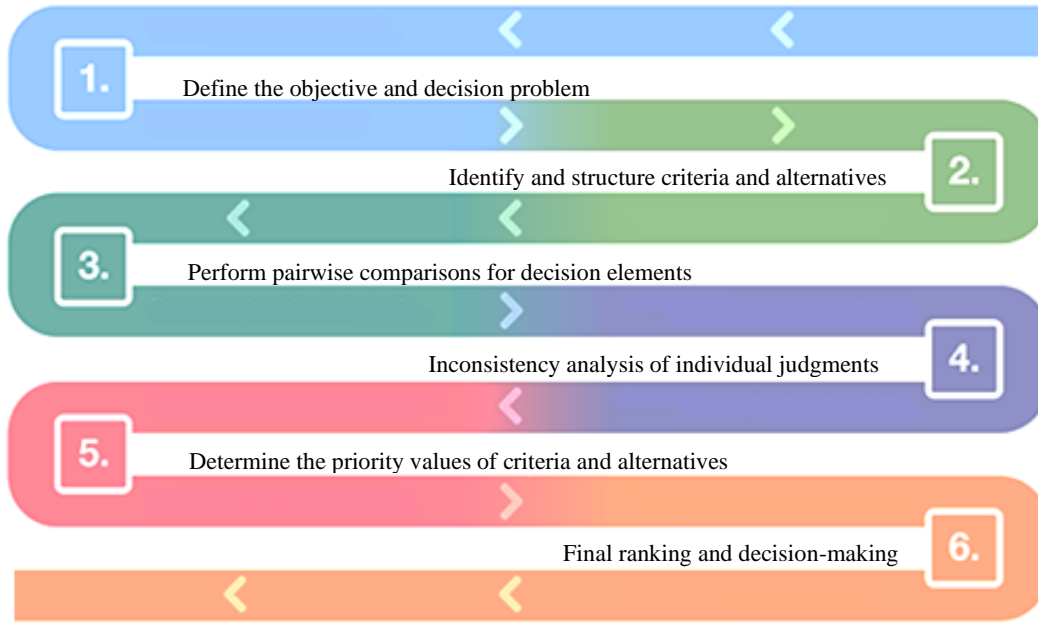 1.
Define the objective and decision problem
2.
Identify and structure criteria and alternatives
3.
Perform pairwise comparisons for decision elements
4.
Inconsistency analysis of individual judgments
5.
Determine the priority values of criteria and alternatives
6.
Final ranking and decision-making